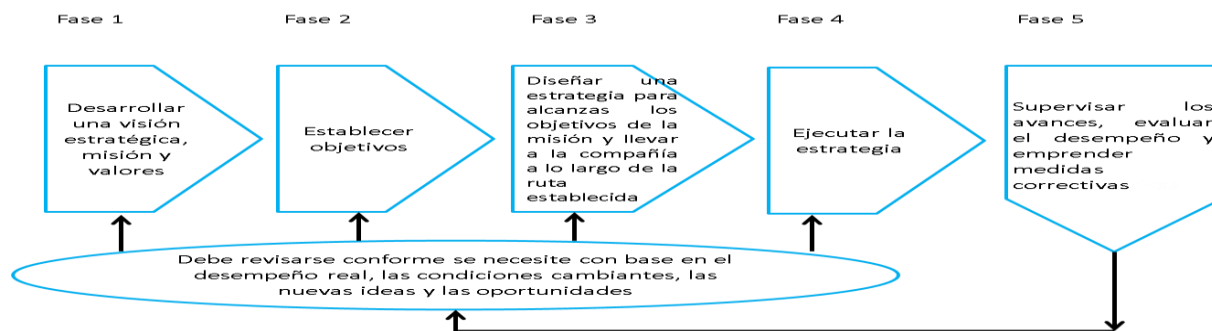 Fase 1
Fase 2
Fase 3
Fase 4
Fase 5
Desarrollar
una visión
estratégica,
misión y
valores
Establecer
objetivos
Diseñar una
estrategia para
alcanzas los
objetivos de la
misión y llevar
a la compañía
a lo largo de la
ruta
establecida
Ejecutar la
estrategia
Supervisar los
avances, evaluar
el desempeño y
emprender
medidas
correctivas
Debe revisarse conforme se necesite con base en el
desempeño real, las condiciones cambiantes, las
nuevas ideas y las oportunidades